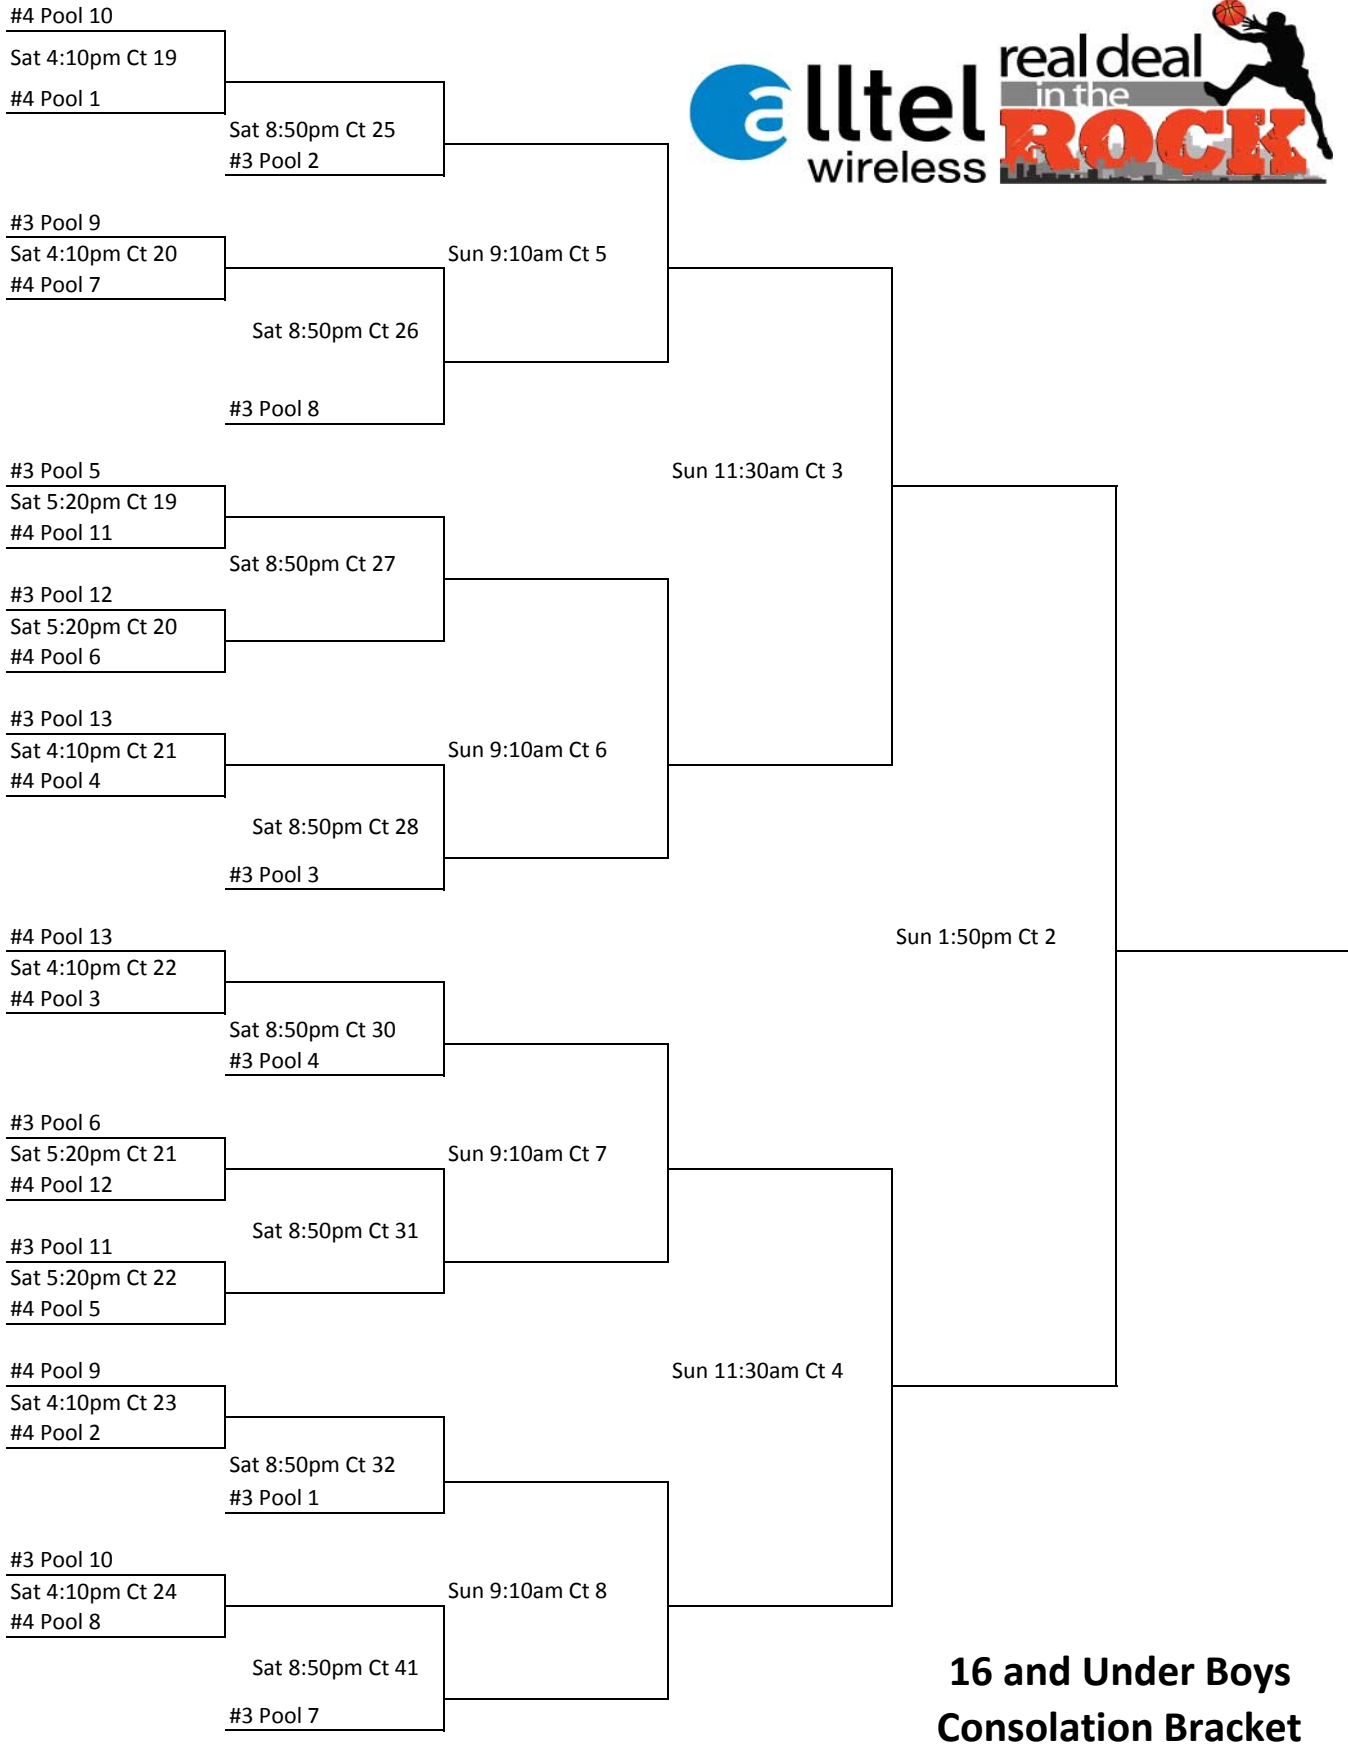 #4 Pool 10
Sat 4:10pm Ct 19
#4 Pool 1
Sat 8:50pm Ct 25
#3 Pool 2
alltel
wireless
real deal
in the
ROCK
#3 Pool 9
Sat 4:10pm Ct 20
#4 Pool 7
Sun 9:10am Ct 5
Sat 8:50pm Ct 26
#3 Pool 8
#3 Pool 5
Sat 5:20pm Ct 19
#4 Pool 11
Sun 11:30am Ct 3
Sat 8:50pm Ct 27
#3 Pool 12
Sat 5:20pm Ct 20
#4 Pool 6
#3 Pool 13
Sat 4:10pm Ct 21
#4 Pool 4
Sun 9:10am Ct 6
Sat 8:50pm Ct 28
#3 Pool 3
#4 Pool 13
Sat 4:10pm Ct 22
#4 Pool 3
Sun 1:50pm Ct 2
Sat 8:50pm Ct 30
#3 Pool 4
#3 Pool 6
Sat 5:20pm Ct 21
#4 Pool 12
Sun 9:10am Ct 7
Sat 8:50pm Ct 31
#3 Pool 11
Sat 5:20pm Ct 22
#4 Pool 5
#4 Pool 9
Sat 4:10pm Ct 23
#4 Pool 2
Sun 11:30am Ct 4
Sat 8:50pm Ct 32
#3 Pool 1
#3 Pool 10
Sat 4:10pm Ct 24
#4 Pool 8
Sun 9:10am Ct 8
Sat 8:50pm Ct 41
#3 Pool 7
16 and Under Boys
Consolation Bracket